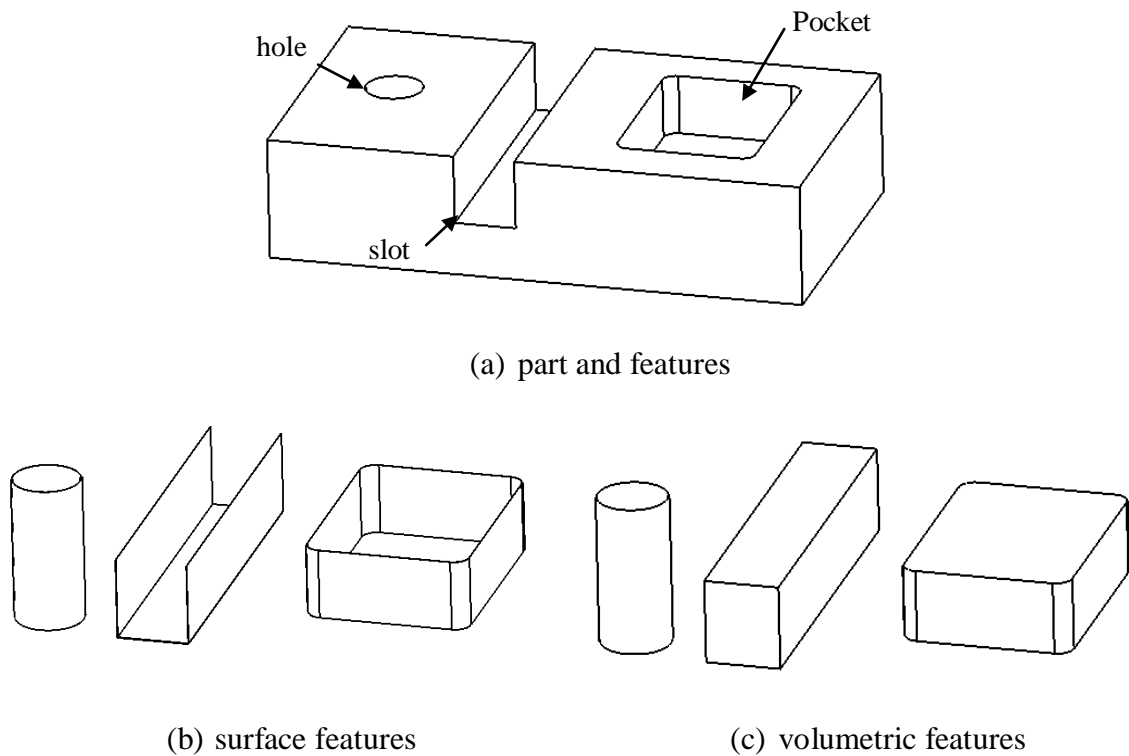 Pocket
hole
slot
(a) part and features
(b) surface features
(c) volumetric features